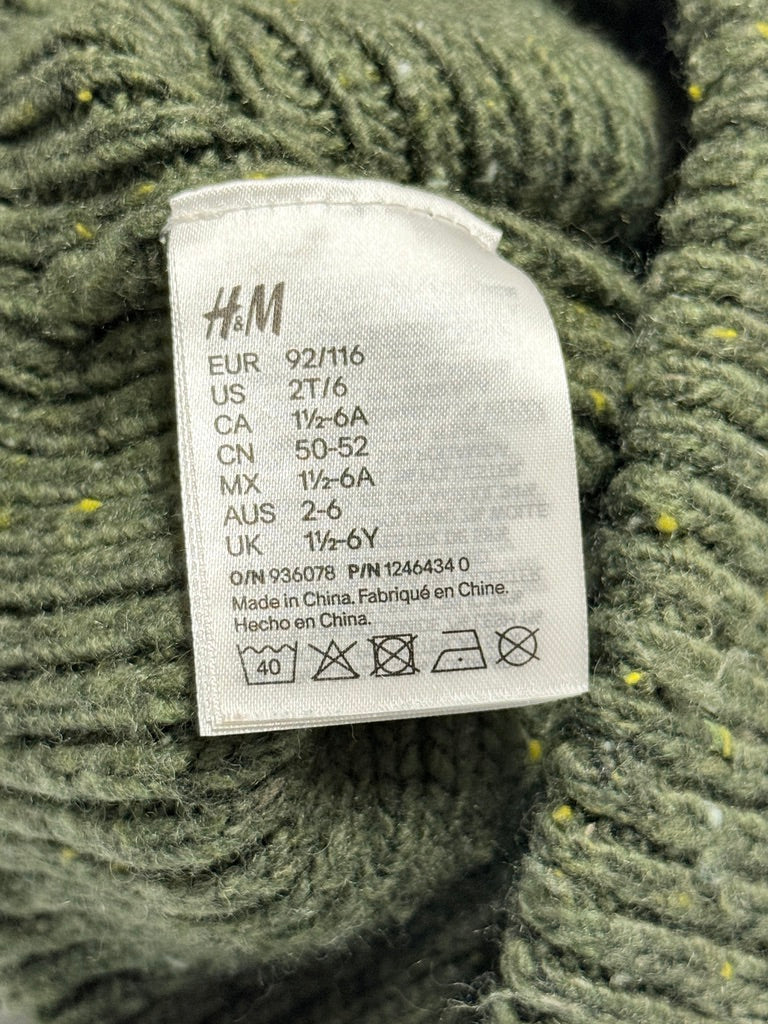 H&M
EUR 92/116
US 2T/6
CA 1½-6A
CN 50-52
MX 1½-6A
AUS 2-6
UK 1½-6Y
O/N 936078 P/N 1246434 0
Made in China. Fabriqué en Chine.
Hecho en China.
40